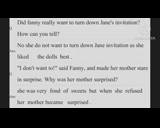 Did fanny really want to turn down Jane's invitation?
How can you tell?
No she do not want to turn down invitation as she
liked the dolls best .
"I don't want to!" said Fanny, and made her mother stare
in surprise. Why was her mother surprised?
she was very fond of sweets but when she refused
her mother became surprised .